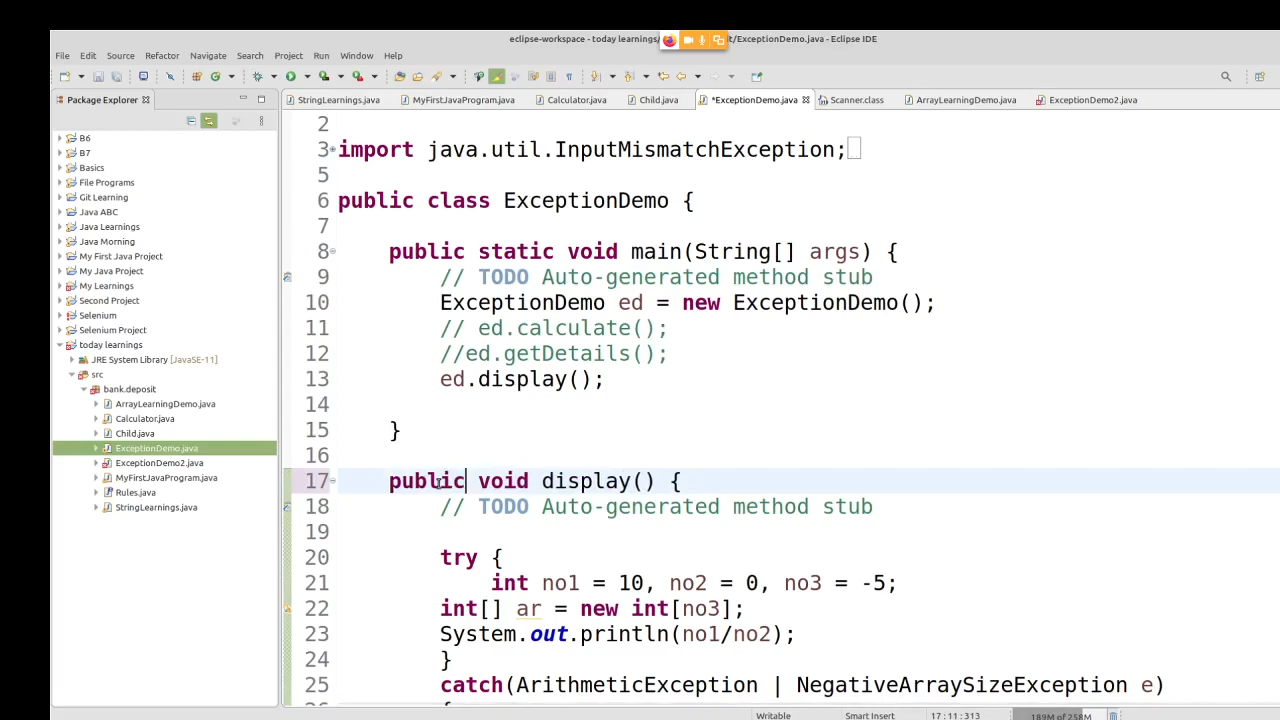 eclipse-workspace - today learnings/ t/ExceptionDemo.java - Eclipse IDE
File Edit Source Refactor Navigate Search Project Run Window Help
Package Explorer
StringLearnings.java MyFirstJavaProgram.java Calculator.java Child.java *ExceptionDemo.java Scanner.class ArrayLearningDemo.java ExceptionDemo2.java
B6
B7
Basics
File Programs
Git Learning
Java ABC
Java Learnings
Java Morning
My First Java Project
My Java Project
My Learnings
Second Project
Selenium
Selenium Project
today learnings
JRE System Library [JavaSE-11]
src
bank.deposit
ArrayLearningDemo.java
Calculator.java
Child.java
ExceptionDemo.java
ExceptionDemo2.java
MyFirstJavaProgram.java
Rules.java
StringLearnings.java
2
3 import java.util.InputMismatchException;
5
6 public class ExceptionDemo {
7
8 public static void main(String[] args) {
9 // TODO Auto-generated method stub
10 ExceptionDemo ed = new ExceptionDemo();
11 // ed.calculate();
12 //ed.getDetails();
13 ed.display();
14
15 }
16
17 public void display() {
18 // TODO Auto-generated method stub
19
20 try {
21 int no1 = 10, no2 = 0, no3 = -5;
22 int[] ar = new int[no3];
23 System.out.println(no1/no2);
24 }
25 catch(ArithmeticException | NegativeArraySizeException e)
Writable Smart Insert 17:11:313 189M of 258M